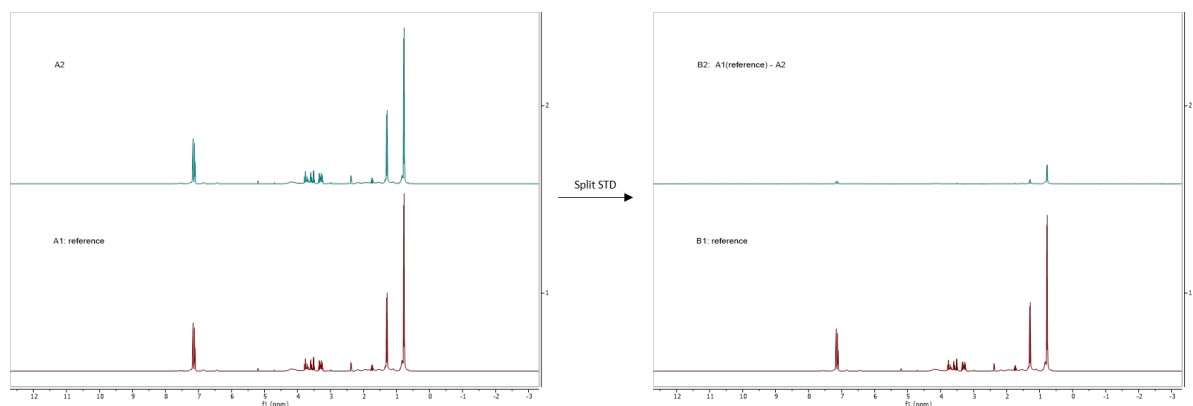 A2
2
A1: reference
1
12 11 10 9 8 7 6 5 4 3 2 1 0 -1 -2 -3
f1 (ppm)
Split STD
B2: A1(reference) - A2
2
B1: reference
1
12 11 10 9 8 7 6 5 4 3 2 1 0 -1 -2 -3
f1 (ppm)